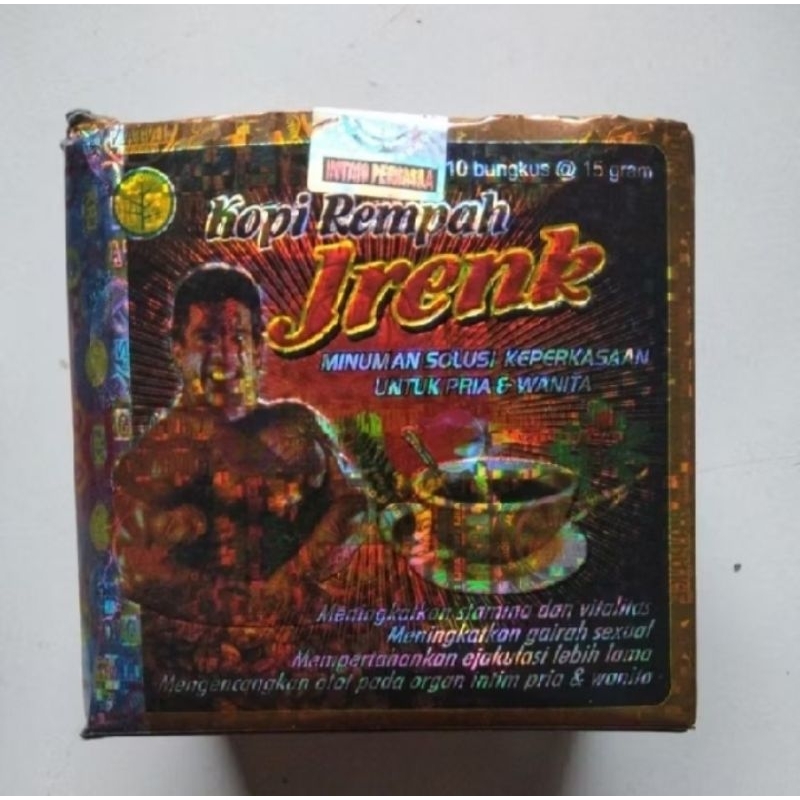 INTAN PERKASA
10 bungkus @ 15 gram
Kopi Rempah
Jrenk
MINUMAN SOLUSI KEPERKASAAN
UNTUK PRIA & WANITA
Meningkatkan stamina dan vitalitas
Meningkatkan gairah sexual
Mempertahankan ejakulasi lebih lama
Mengencangkan otot pada organ intim pria & wanita